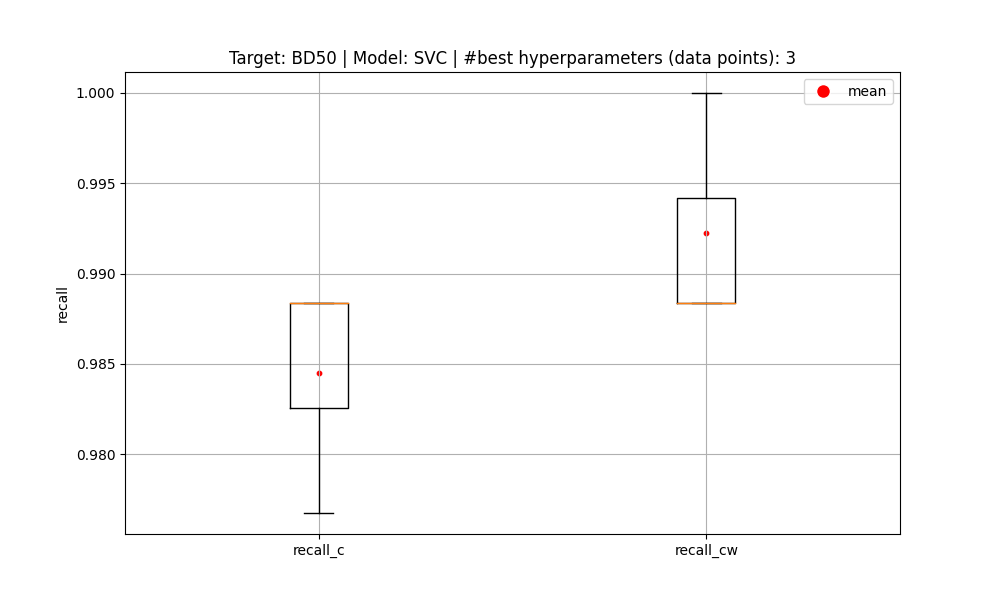 Target: BD50 | Model: SVC | #best hyperparameters (data points): 3
mean
1.000
0.995
0.990
0.985
0.980
recall
recall_c
recall_cw